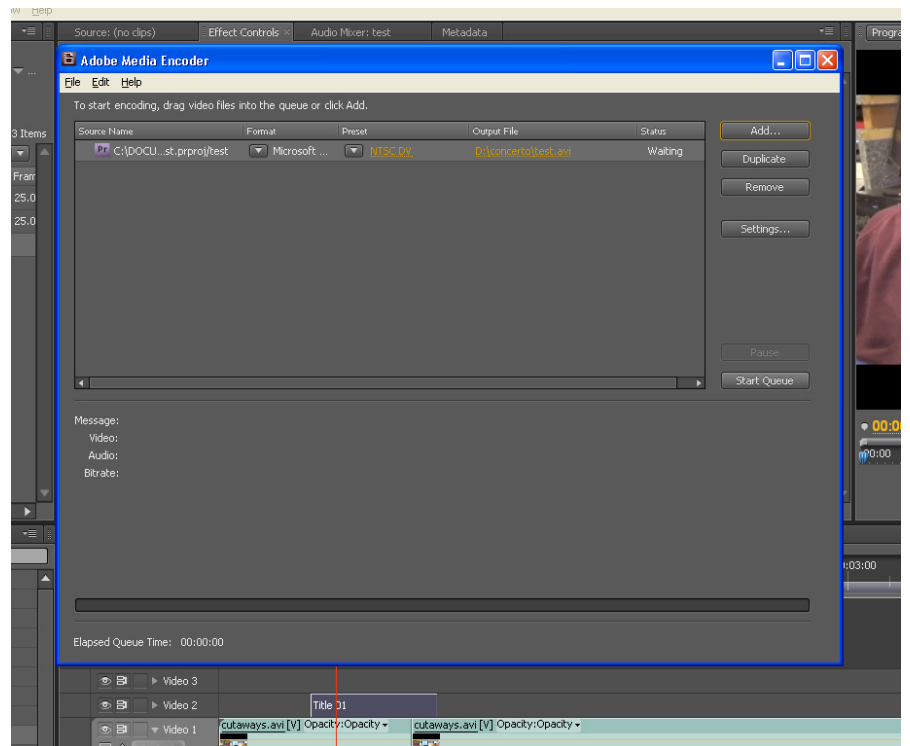 ow Help
Source: (no clips) Effect Controls × Audio Mixer: test Metadata
Progra
Adobe Media Encoder
File Edit Help
To start encoding, drag video files into the queue or click Add.
3 Items
Source Name Format Preset Output File Status Add...
Pr C:\DOCU...st.prproj/test Microsoft ... NTSC DV D:\concerto\test.avi Waiting
Duplicate
Fram
Remove
25.0
25.0
Settings...
Pause
Start Queue
Message:
Video:
Audio:
Bitrate:
00:0
00:00
Elapsed Queue Time: 00:00:00
:03:00
Video 3
Video 2 Title 01
Video 1 cutaways.avi [V] Opacity:Opacity cutaways.avi [V] Opacity:Opacity